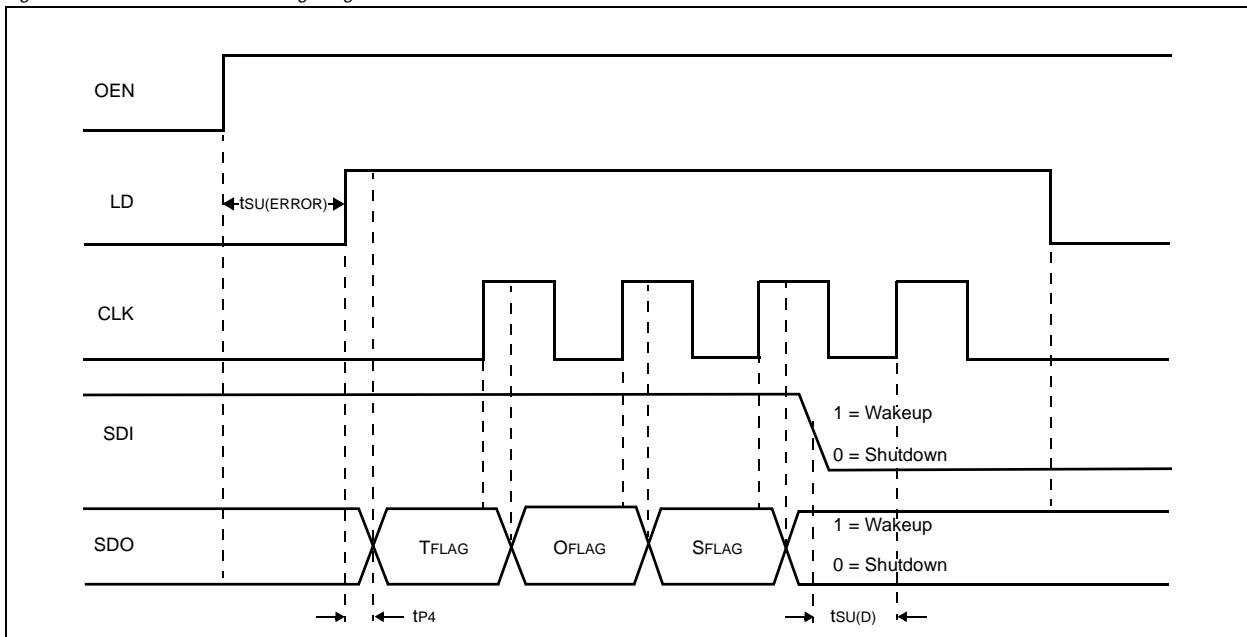 OEN
LD
tSU(ERROR)
CLK
SDI
1 = Wakeup
0 = Shutdown
SDO
TFLAG
OFLAG
SFLAG
1 = Wakeup
0 = Shutdown
tP4
tSU(D)